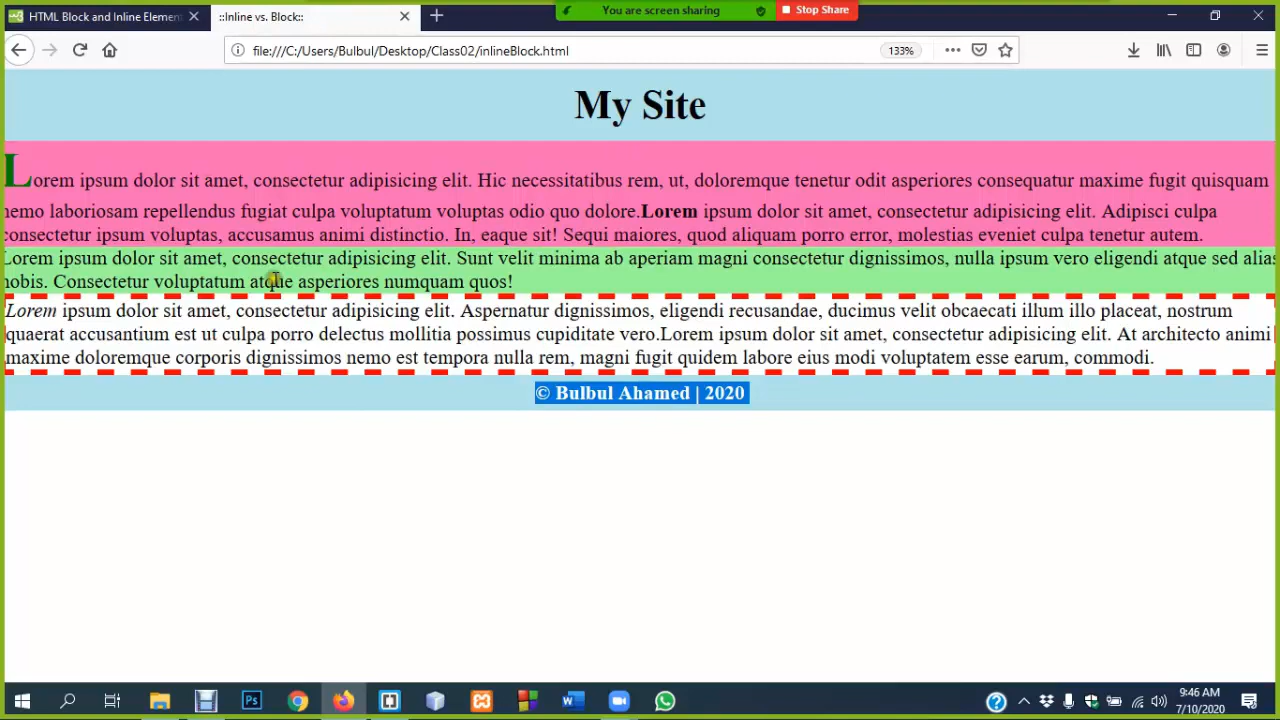 HTML Block and Inline Elemen
::Inline vs. Block::
You are screen sharing
Stop Share
file:///C:/Users/Bulbul/Desktop/Class02/inlineBlock.html
133%
My Site
Lorem ipsum dolor sit amet, consectetur adipisicing elit. Hic necessitatibus rem, ut, doloremque tenetur odit asperiores consequatur maxime fugit quisquam
nemo laboriosam repellendus fugiat culpa voluptatum voluptas odio quo dolore.Lorem ipsum dolor sit amet, consectetur adipisicing elit. Adipisci culpa
consectetur ipsum voluptas, accusamus animi distinctio. In, eaque sit! Sequi maiores, quod aliquam porro error, molestias eveniet culpa tenetur autem.
Lorem ipsum dolor sit amet, consectetur adipisicing elit. Sunt velit minima ab aperiam magni consectetur dignissimos, nulla ipsum vero eligendi atque sed alias
nobis. Consectetur voluptatum atque asperiores numquam quos!
Lorem ipsum dolor sit amet, consectetur adipisicing elit. Aspernatur dignissimos, eligendi recusandae, ducimus velit obcaecati illum illo placeat, nostrum
quaerat accusantium est ut culpa porro delectus mollitia possimus cupiditate vero.Lorem ipsum dolor sit amet, consectetur adipisicing elit. At architecto animi
maxime doloremque corporis dignissimos nemo est tempora nulla rem, magni fugit quidem labore eius modi voluptatem esse earum, commodi.
© Bulbul Ahamed | 2020
9:46 AM
7/10/2020